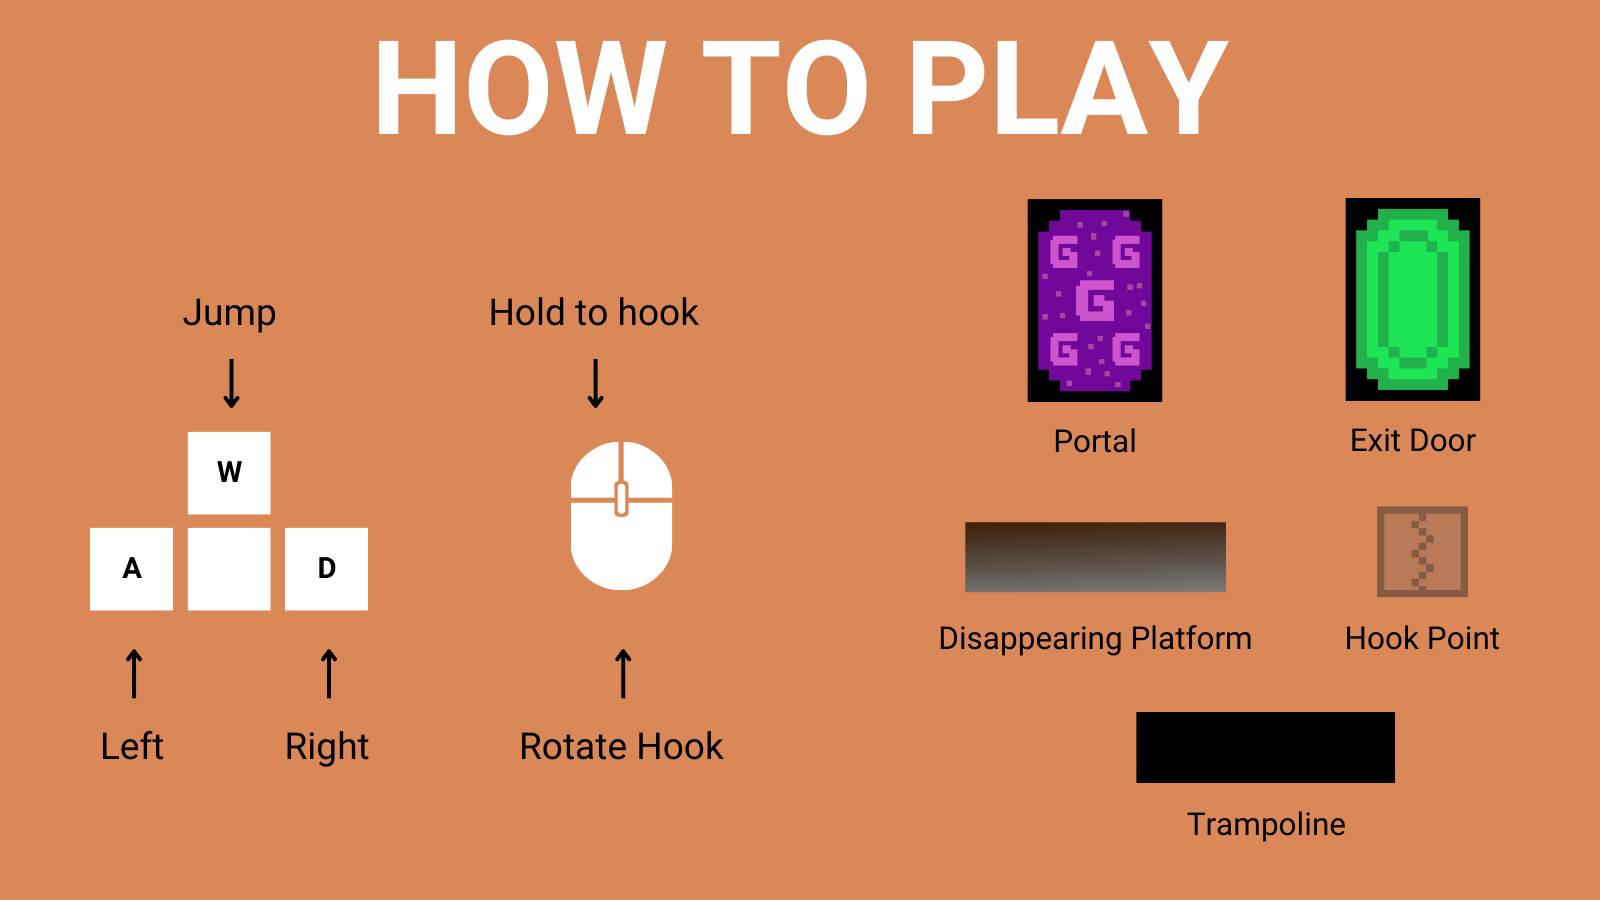 HOW TO PLAY
Jump
Hold to hook
W
A
D
Left
Right
Rotate Hook
G G
G
G G
Portal
Exit Door
Disappearing Platform
Hook Point
Trampoline